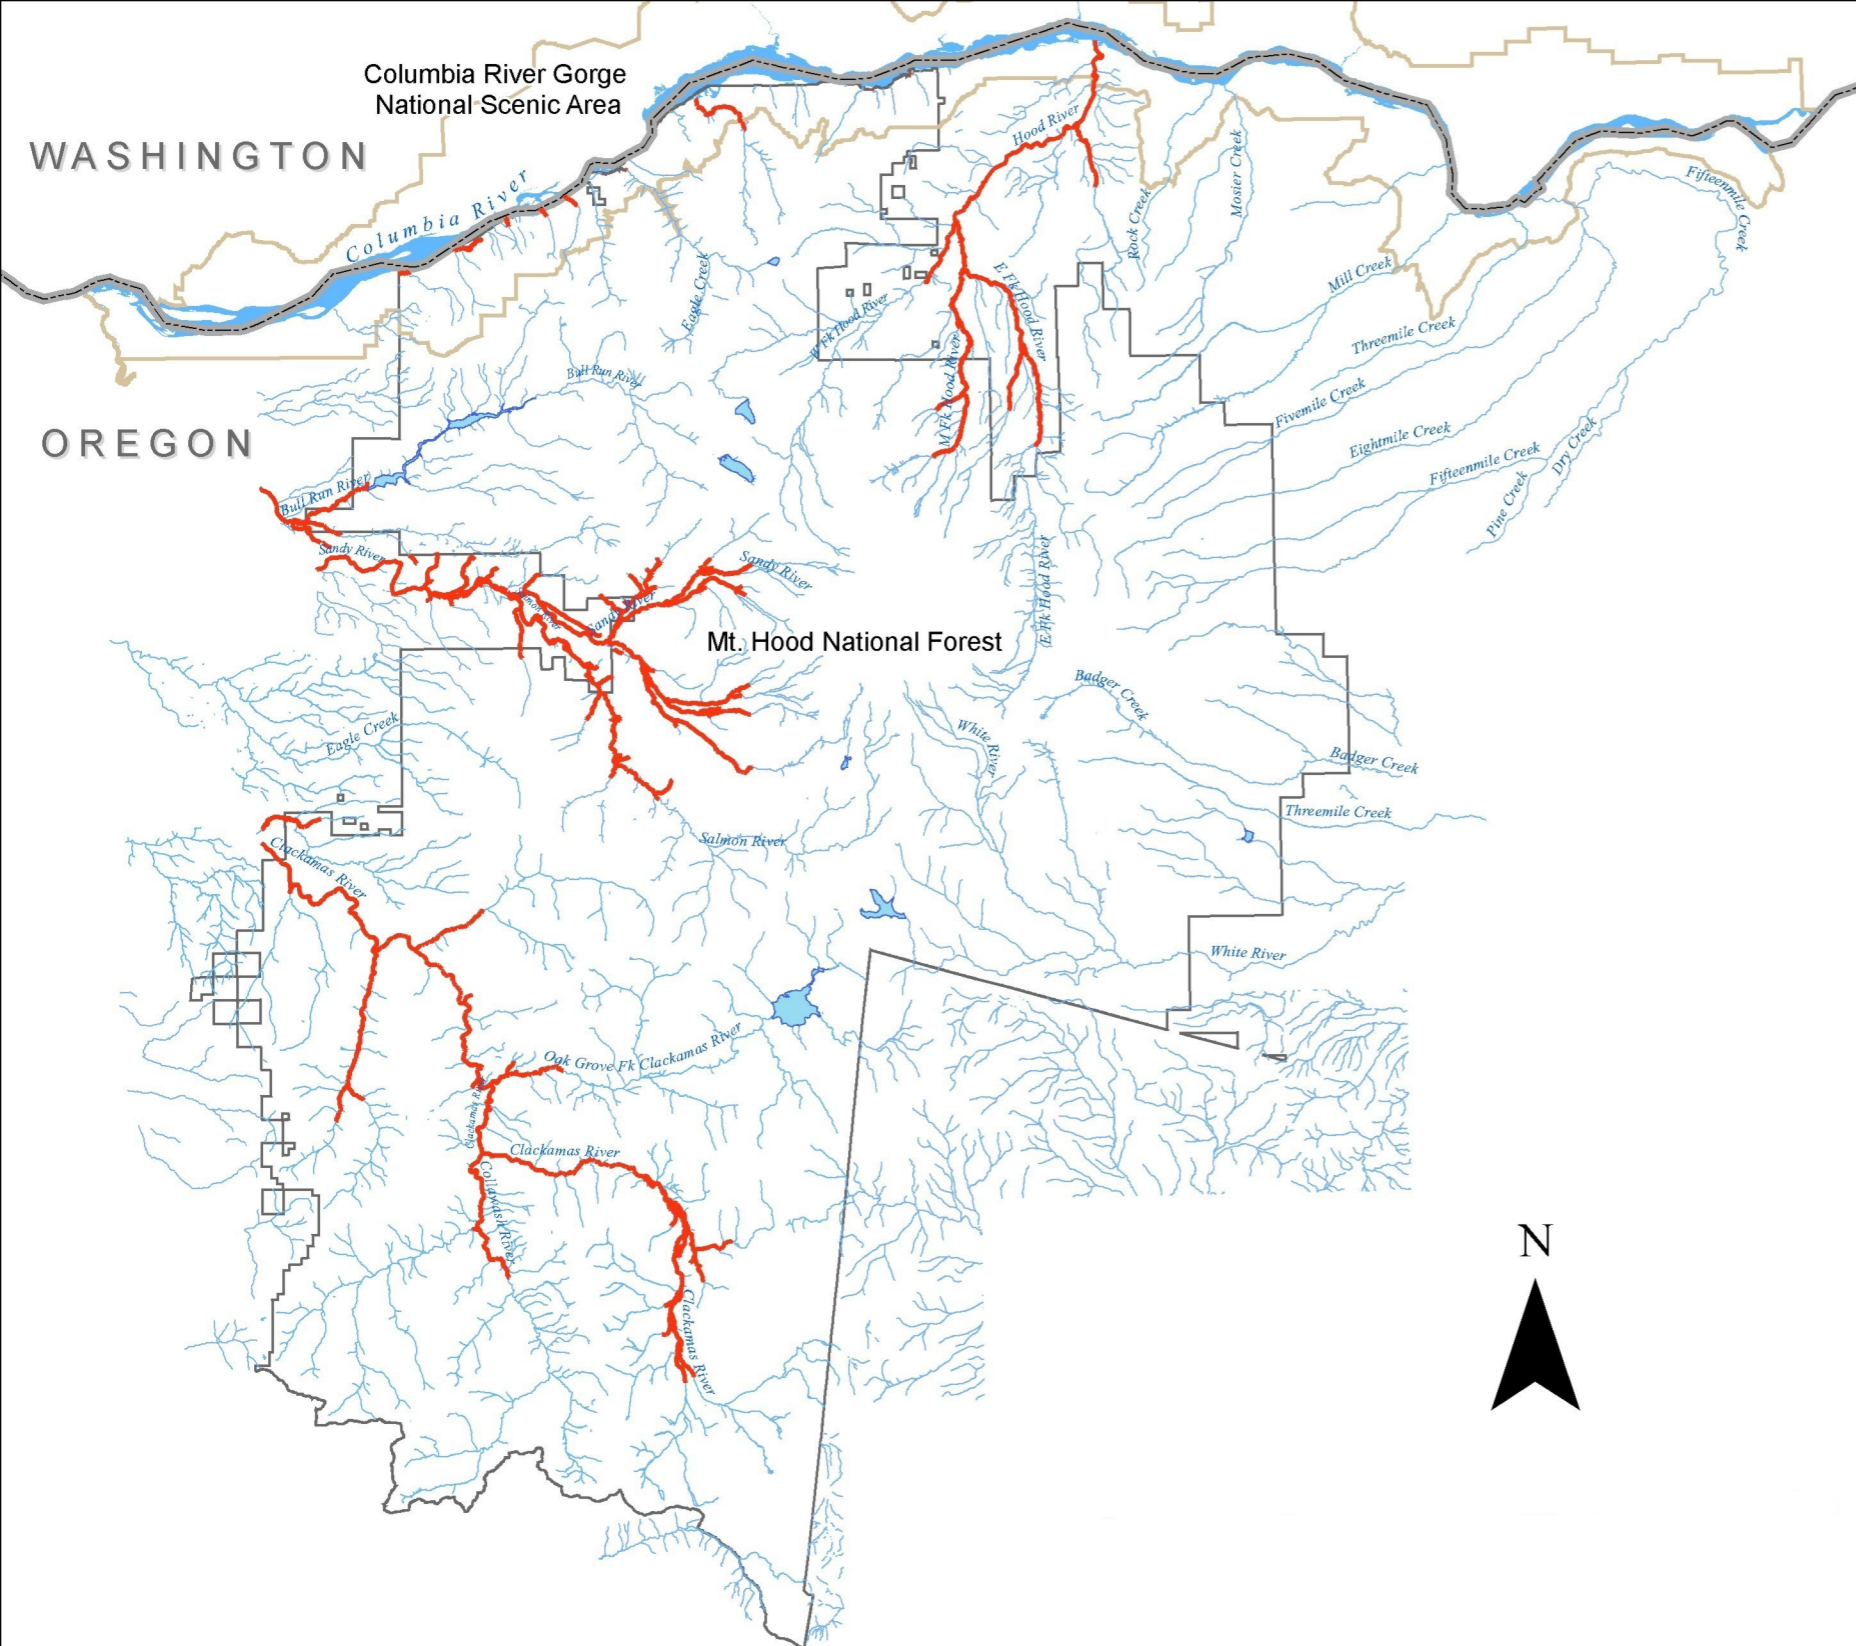 Columbia River Gorge
National Scenic Area
WASHINGTON
Columbia River
OREGON
Hood River
Rock Creek
Mosier Creek
Fifteenmile Creek
Eagle Creek
W Fk Hood River
E Fk Hood River
M Fk Hood River
Mill Creek
Threemile Creek
Fivemile Creek
Eightmile Creek
Fifteenmile Creek
Dry Creek
Pine Creek
Bull Run River
Bull Run River
Sandy River
Sandy River
Sandy River
Salmon River
E Fk Hood River
Mt. Hood National Forest
Badger Creek
Badger Creek
White River
Threemile Creek
Eagle Creek
Salmon River
Clackamas River
White River
Oak Grove Fk Clackamas River
Clackamas River
Clackamas River
Collawash River
Clackamas River
N